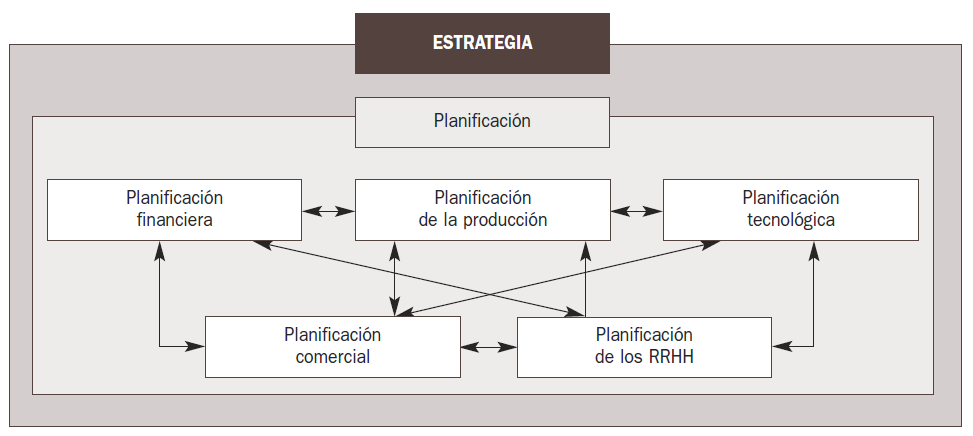 ESTRATEGIA
Planificación
Planificación
financiera
Planificación
de la producción
Planificación
tecnológica
Planificación
comercial
Planificación
de los RRHH